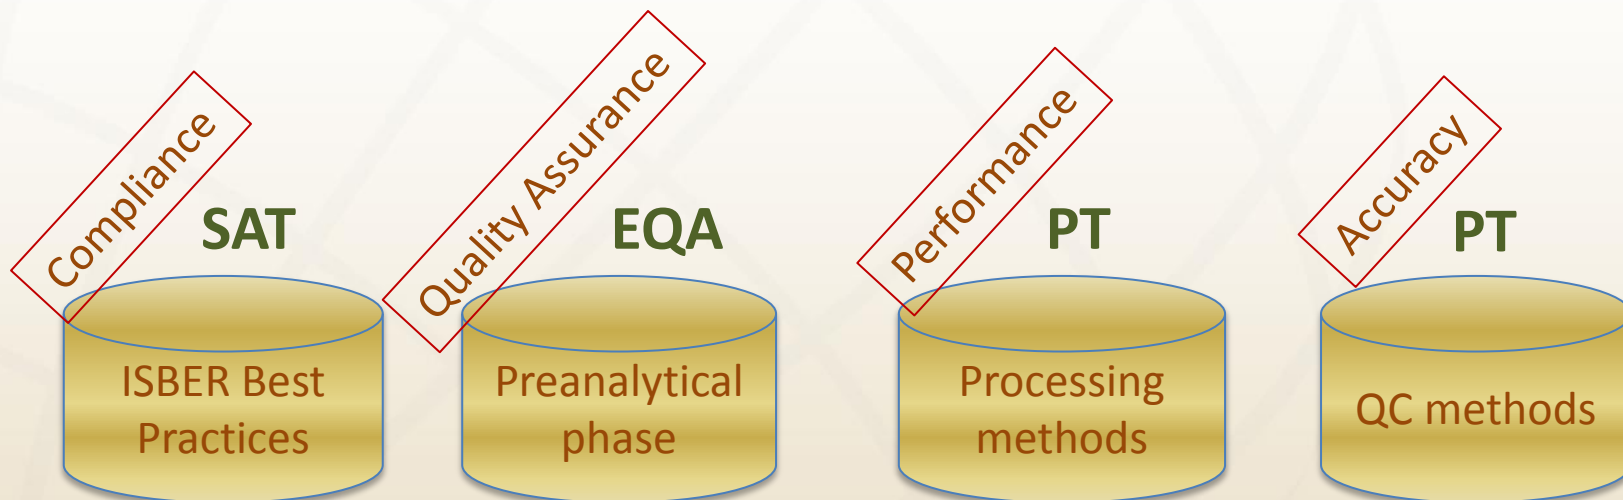 Compliance
SAT
ISBER Best
Practices
Quality Assurance
EQA
Preanalytical
phase
Performance
PT
Processing
methods
Accuracy
PT
QC methods